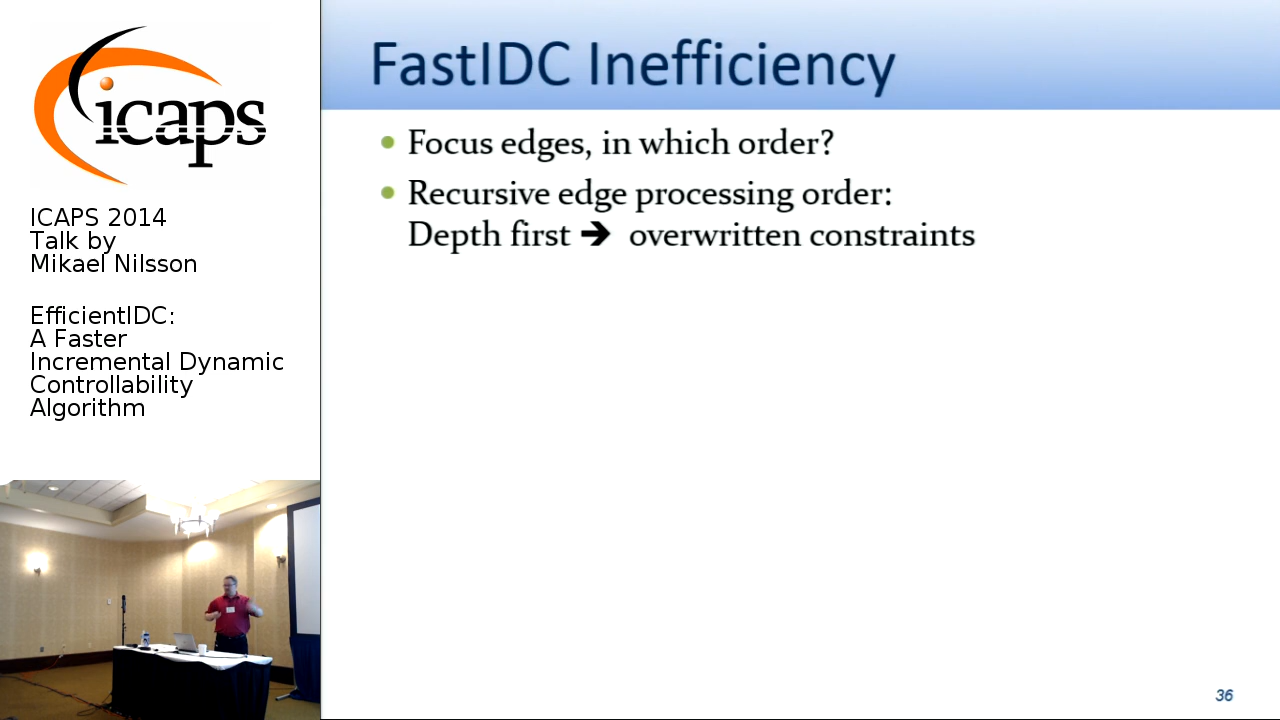 icaps
ICAPS 2014
Talk by
Mikael Nilsson
EfficientIDC:
A Faster
Incremental Dynamic
Controllability
Algorithm
FastIDC Inefficiency
• Focus edges, in which order?
• Recursive edge processing order:
Depth first ➔ overwritten constraints
36